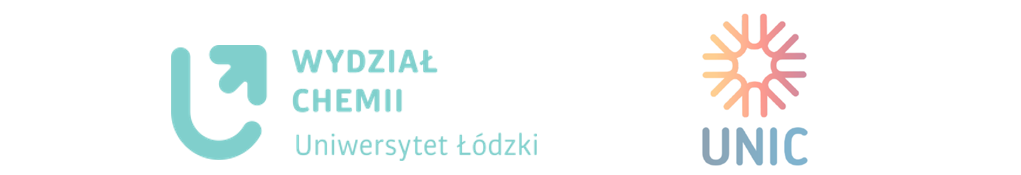 WYDZIAŁ
CHEMII
Uniwersytet Łódzki
UNIC